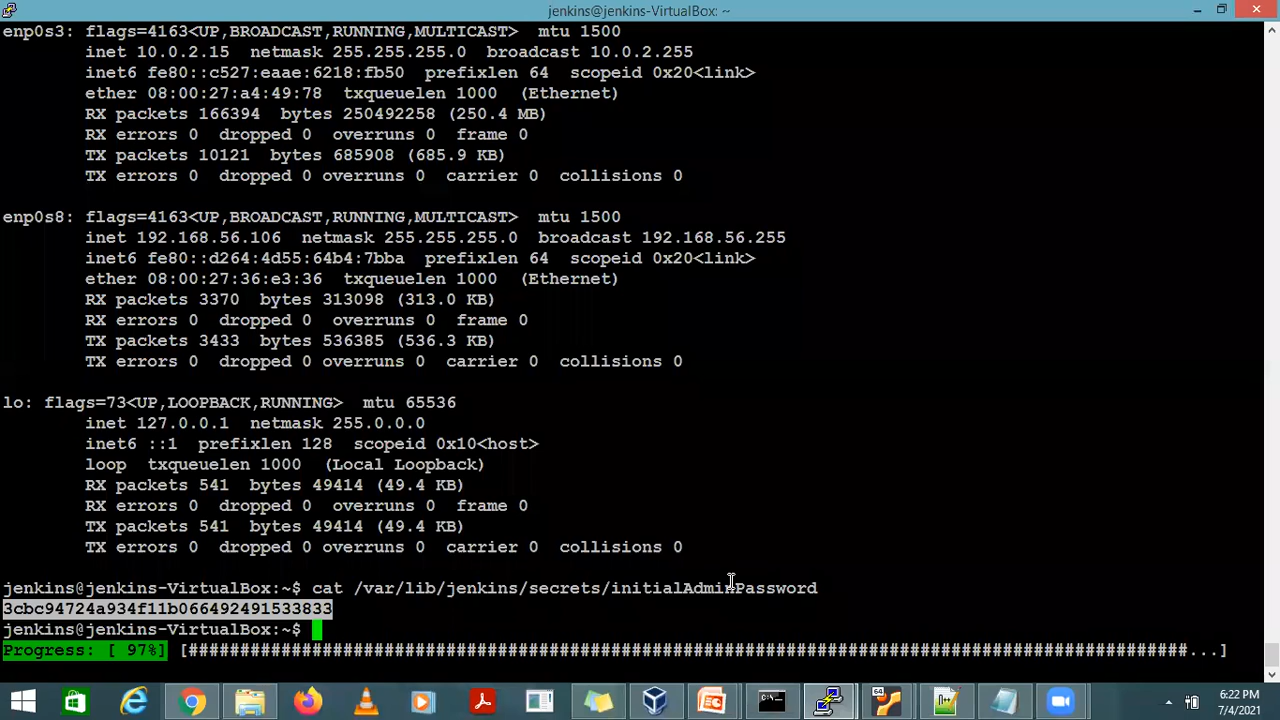 jenkins@jenkins-VirtualBox: ~
enp0s3: flags=4163<UP,BROADCAST,RUNNING,MULTICAST>  mtu 1500
        inet 10.0.2.15  netmask 255.255.255.0  broadcast 10.0.2.255
        inet6 fe80::c527:eaae:6218:fb50  prefixlen 64  scopeid 0x20<link>
        ether 08:00:27:a4:49:78  txqueuelen 1000  (Ethernet)
        RX packets 166394  bytes 250492258 (250.4 MB)
        RX errors 0  dropped 0  overruns 0  frame 0
        TX packets 10121  bytes 685908 (685.9 KB)
        TX errors 0  dropped 0 overruns 0  carrier 0  collisions 0
enp0s8: flags=4163<UP,BROADCAST,RUNNING,MULTICAST>  mtu 1500
        inet 192.168.56.106  netmask 255.255.255.0  broadcast 192.168.56.255
        inet6 fe80::d264:4d55:64b4:7bba  prefixlen 64  scopeid 0x20<link>
        ether 08:00:27:36:e3:36  txqueuelen 1000  (Ethernet)
        RX packets 3370  bytes 313098 (313.0 KB)
        RX errors 0  dropped 0  overruns 0  frame 0
        TX packets 3433  bytes 536385 (536.3 KB)
        TX errors 0  dropped 0 overruns 0  carrier 0  collisions 0
lo: flags=73<UP,LOOPBACK,RUNNING>  mtu 65536
        inet 127.0.0.1  netmask 255.0.0.0
        inet6 ::1  prefixlen 128  scopeid 0x10<host>
        loop  txqueuelen 1000  (Local Loopback)
        RX packets 541  bytes 49414 (49.4 KB)
        RX errors 0  dropped 0  overruns 0  frame 0
        TX packets 541  bytes 49414 (49.4 KB)
        TX errors 0  dropped 0 overruns 0  carrier 0  collisions 0
jenkins@jenkins-VirtualBox:~$ cat /var/lib/jenkins/secrets/initialAdminPassword
3cbc94724a934f11b066492491533833
jenkins@jenkins-VirtualBox:~$
Progress: [ 97%] [#################################################################################################...]
6:22 PM
7/4/2021